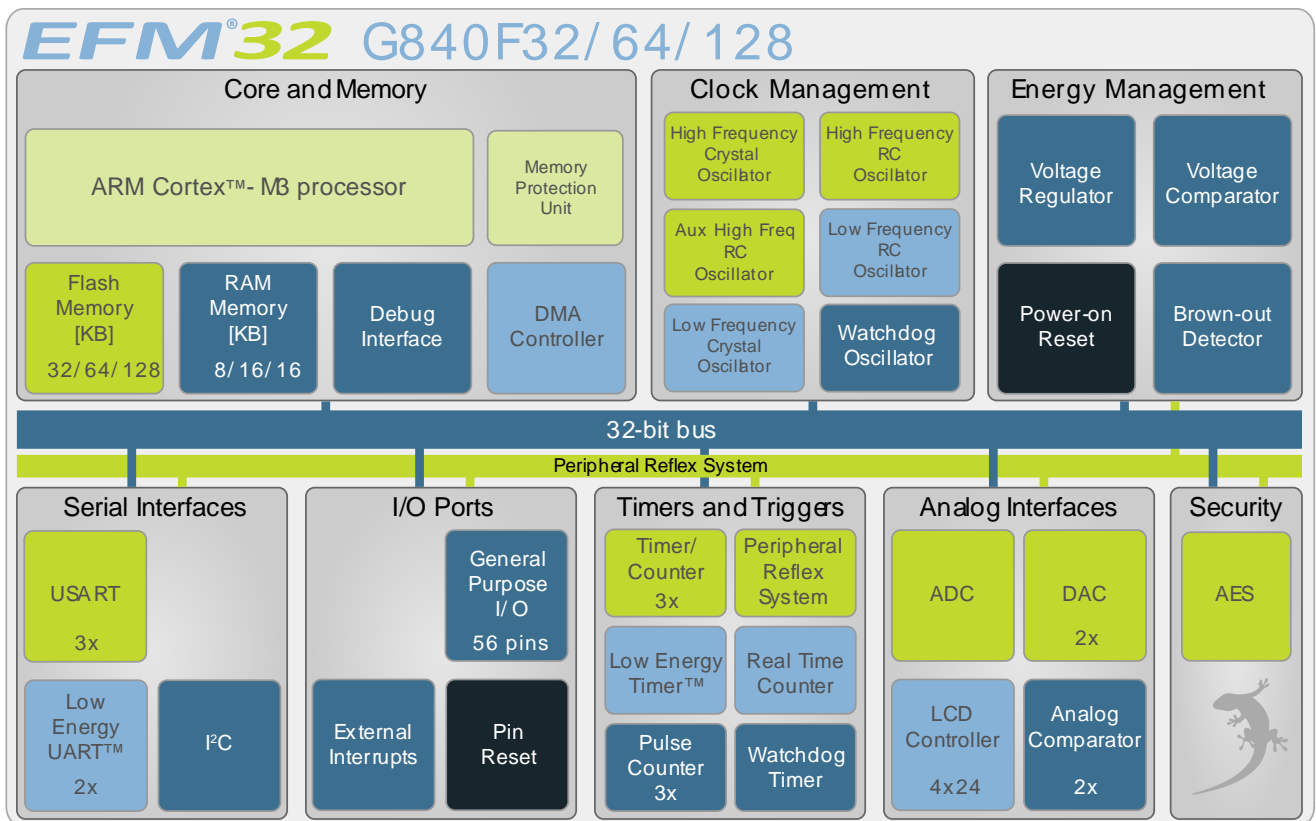 EFM®32 G840F32/64/128
Core and Memory
ARM Cortex™- M3 processor
Memory
Protection
Unit
Flash
Memory
[KB]
32/64/128
RAM
Memory
[KB]
8/16/16
Debug
Interface
DMA
Controller
Clock Management
High Frequency
Crystal
Oscillator
High Frequency
RC
Oscillator
Aux High Freq
RC
Oscillator
Low Frequency
RC
Oscillator
Low Frequency
Crystal
Oscillator
Watchdog
Oscillator
Energy Management
Voltage
Regulator
Voltage
Comparator
Power-on
Reset
Brown-out
Detector
32-bit bus
Peripheral Reflex System
Serial Interfaces
USART
3x
Low
Energy
UART™
2x
I²C
I/O Ports
General
Purpose
I/O
56 pins
External
Interrupts
Pin
Reset
Timers and Triggers
Timer/
Counter
3x
Peripheral
Reflex
System
Low Energy
Timer™
Real Time
Counter
Pulse
Counter
3x
Watchdog
Timer
Analog Interfaces
ADC
DAC
2x
LCD
Controller
4x24
Analog
Comparator
2x
Security
AES